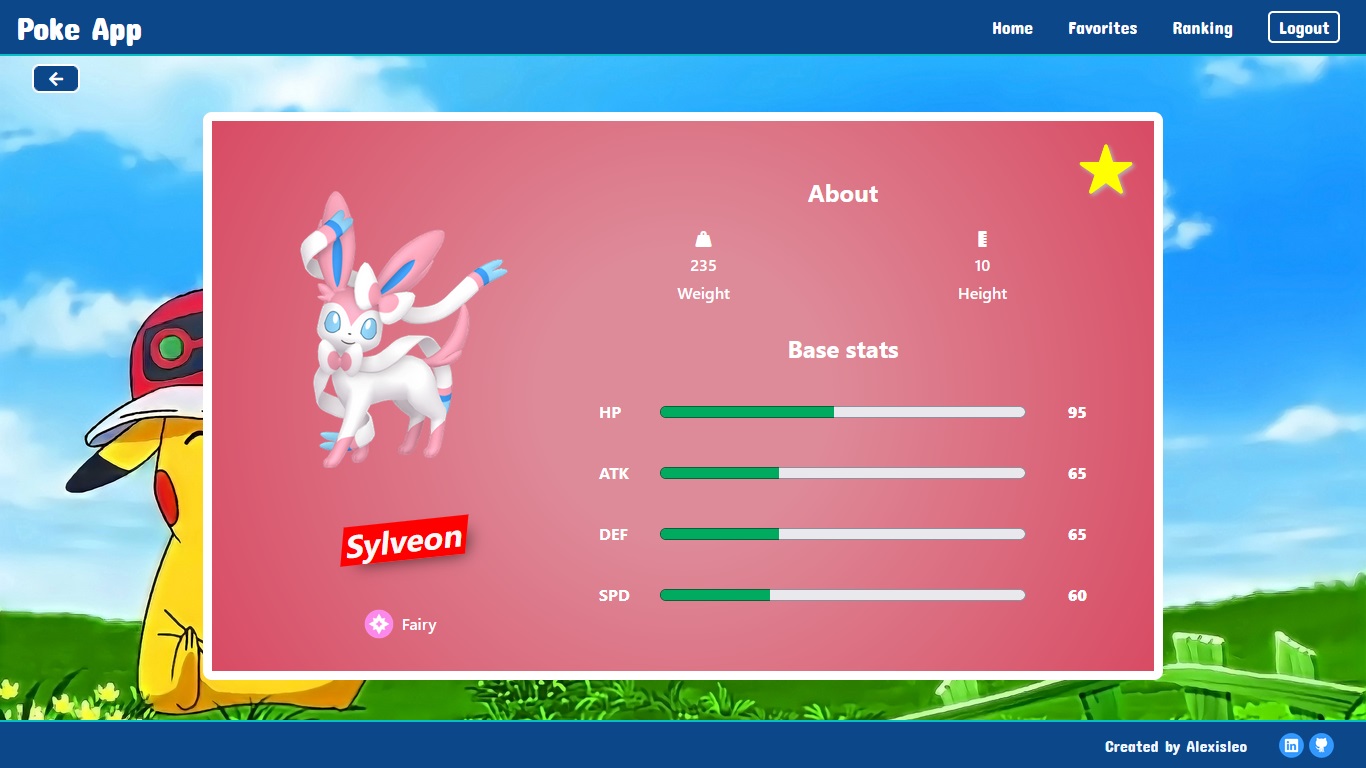 Poke App
Home Favorites Ranking Logout
About
235 10
Weight Height
Base stats
HP 95
ATK 65
DEF 65
SPD 60
Sylveon
Fairy
Created by Alexisleo
in